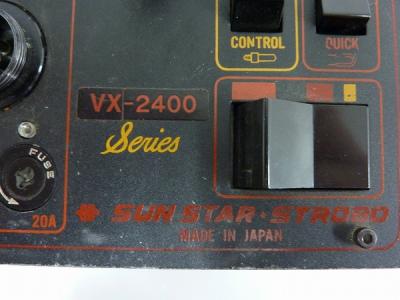 CONTROL
QUICK
VX-2400
Series
FUSE
20A
SUN STAR·STROBO
MADE IN JAPAN